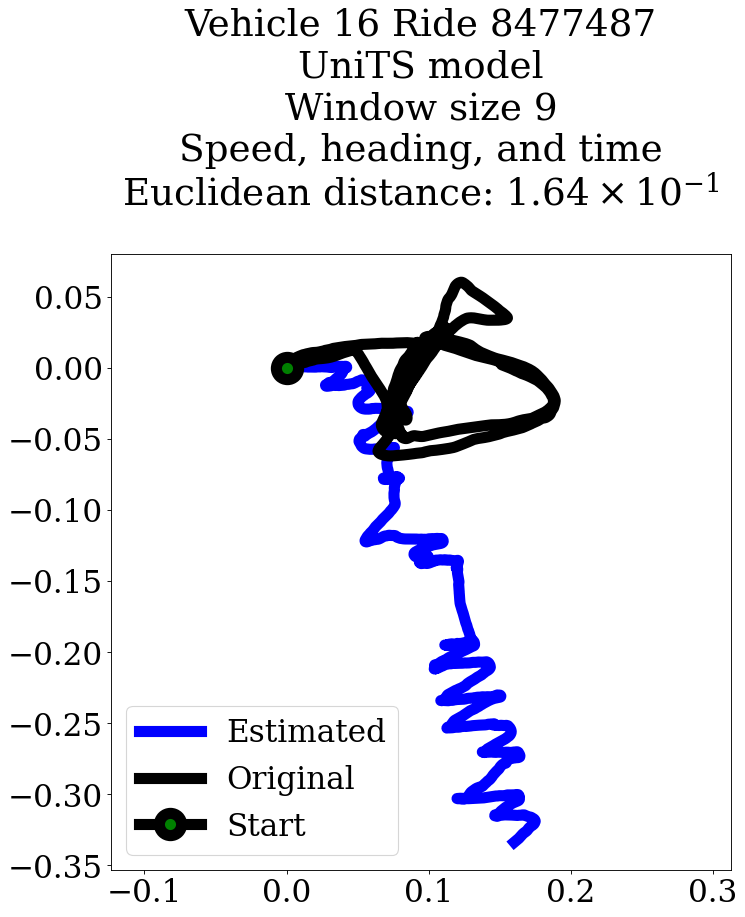 Vehicle 16 Ride 8477487
UniTS model
Window size 9
Speed, heading, and time
Euclidean distance: $1.64 \times 10^{-1}$
0.05
0.00
−0.05
−0.10
−0.15
−0.20
−0.25
−0.30
−0.35
Estimated
Original
Start
−0.1
0.0
0.1
0.2
0.3